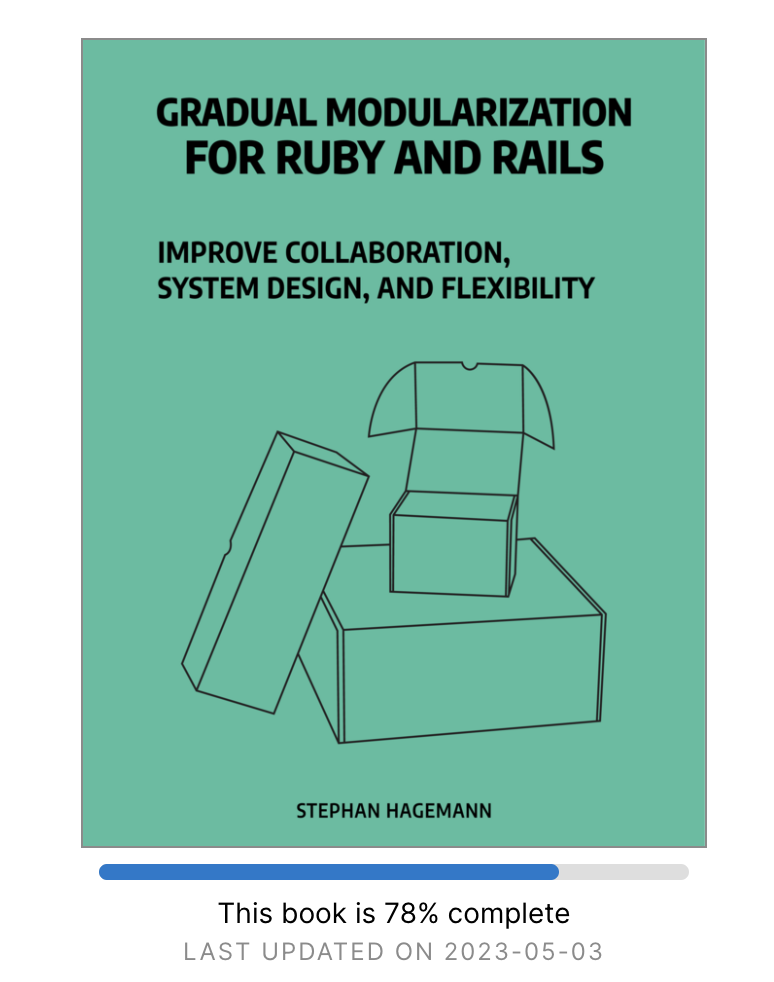 GRADUAL MODULARIZATION
FOR RUBY AND RAILS
IMPROVE COLLABORATION,
SYSTEM DESIGN, AND FLEXIBILITY
STEPHAN HAGEMANN
This book is 78% complete
LAST UPDATED ON 2023-05-03